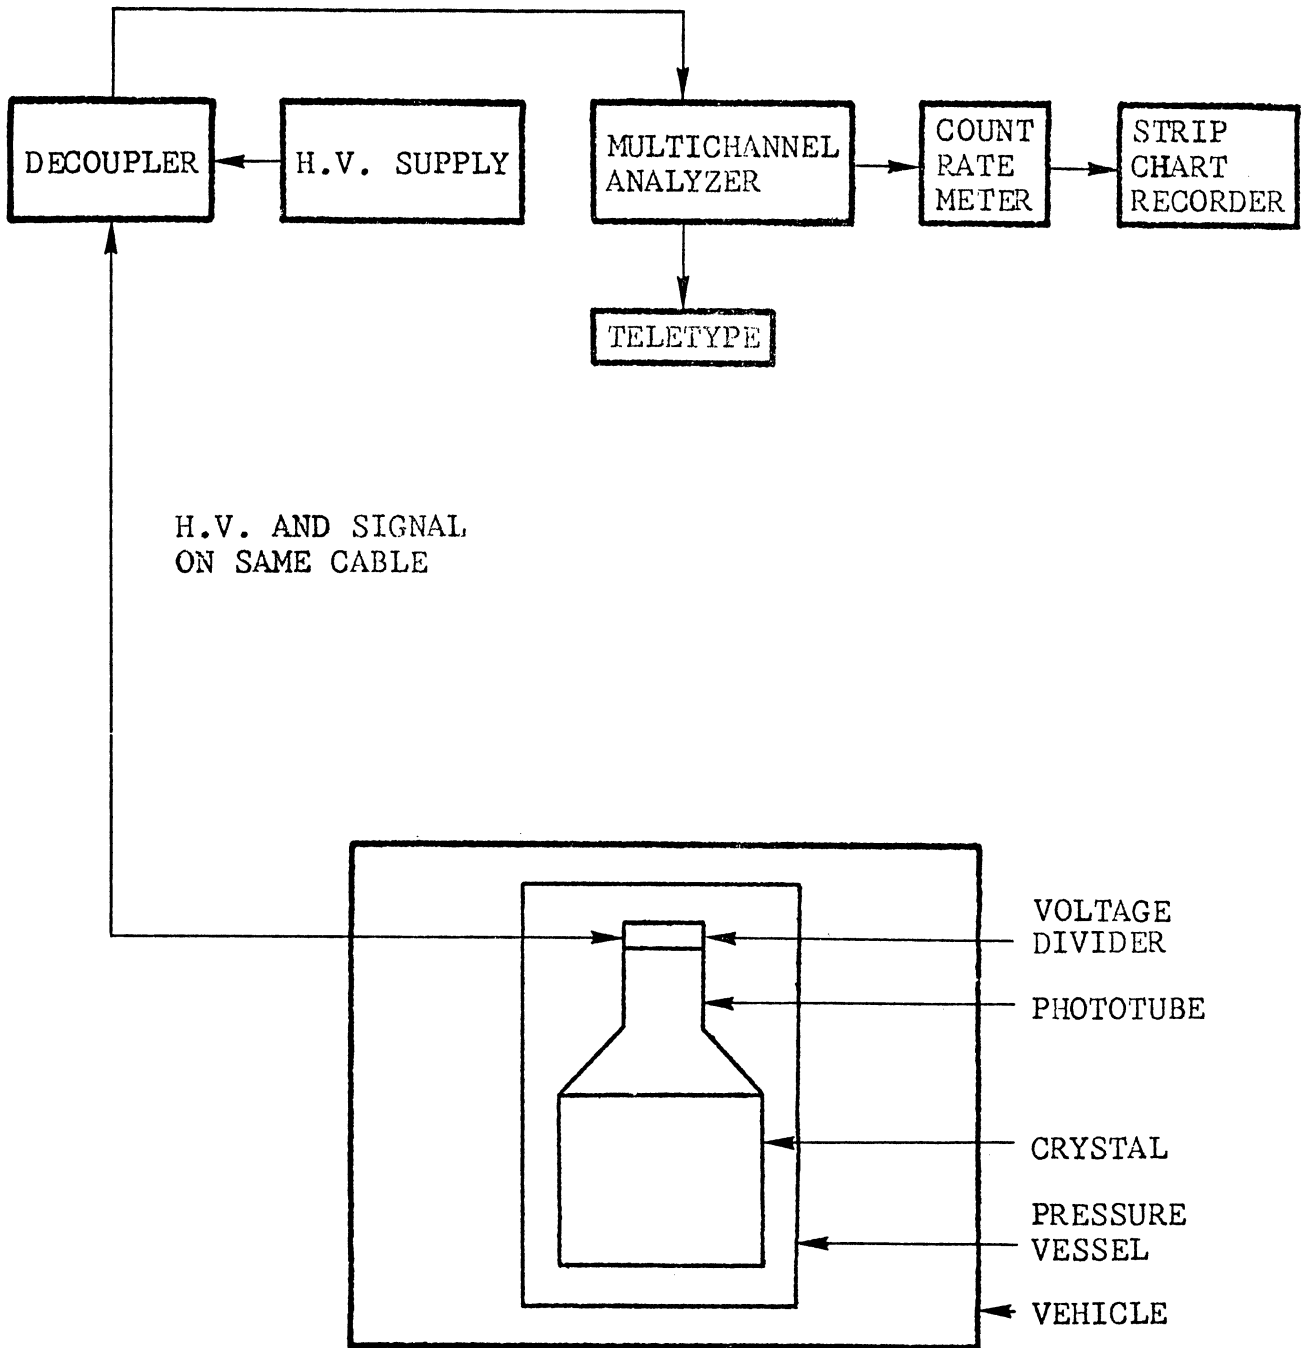 DECOUPLER
H.V. SUPPLY
MULTICHANNEL
ANALYZER
COUNT
RATE
METER
STRIP
CHART
RECORDER
TELETYPE
H.V. AND SIGNAL
ON SAME CABLE
VOLTAGE
DIVIDER
PHOTOTUBE
CRYSTAL
PRESSURE
VESSEL
VEHICLE